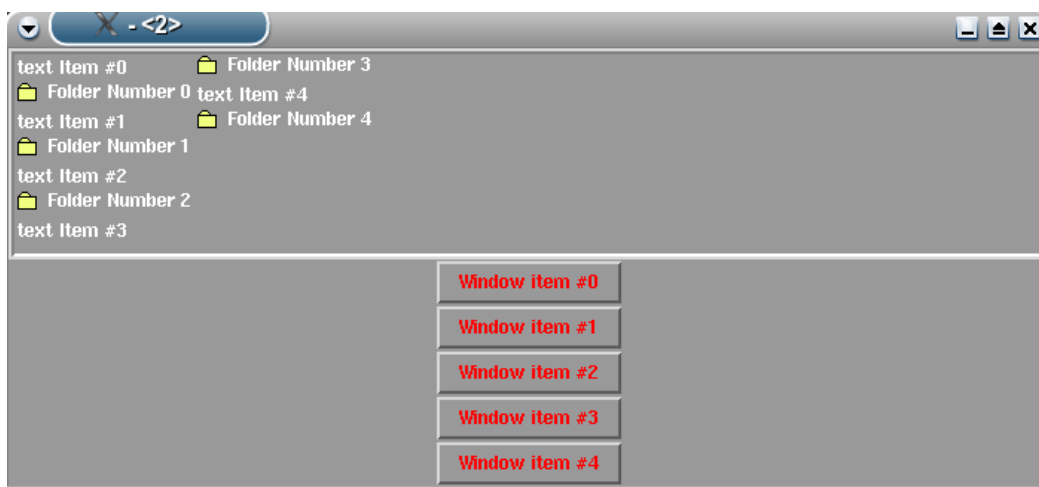 - <2>
text Item #0
Folder Number 0
text Item #1
Folder Number 1
text Item #2
Folder Number 2
text Item #3
Folder Number 3
text Item #4
Folder Number 4
Window item #0
Window item #1
Window item #2
Window item #3
Window item #4